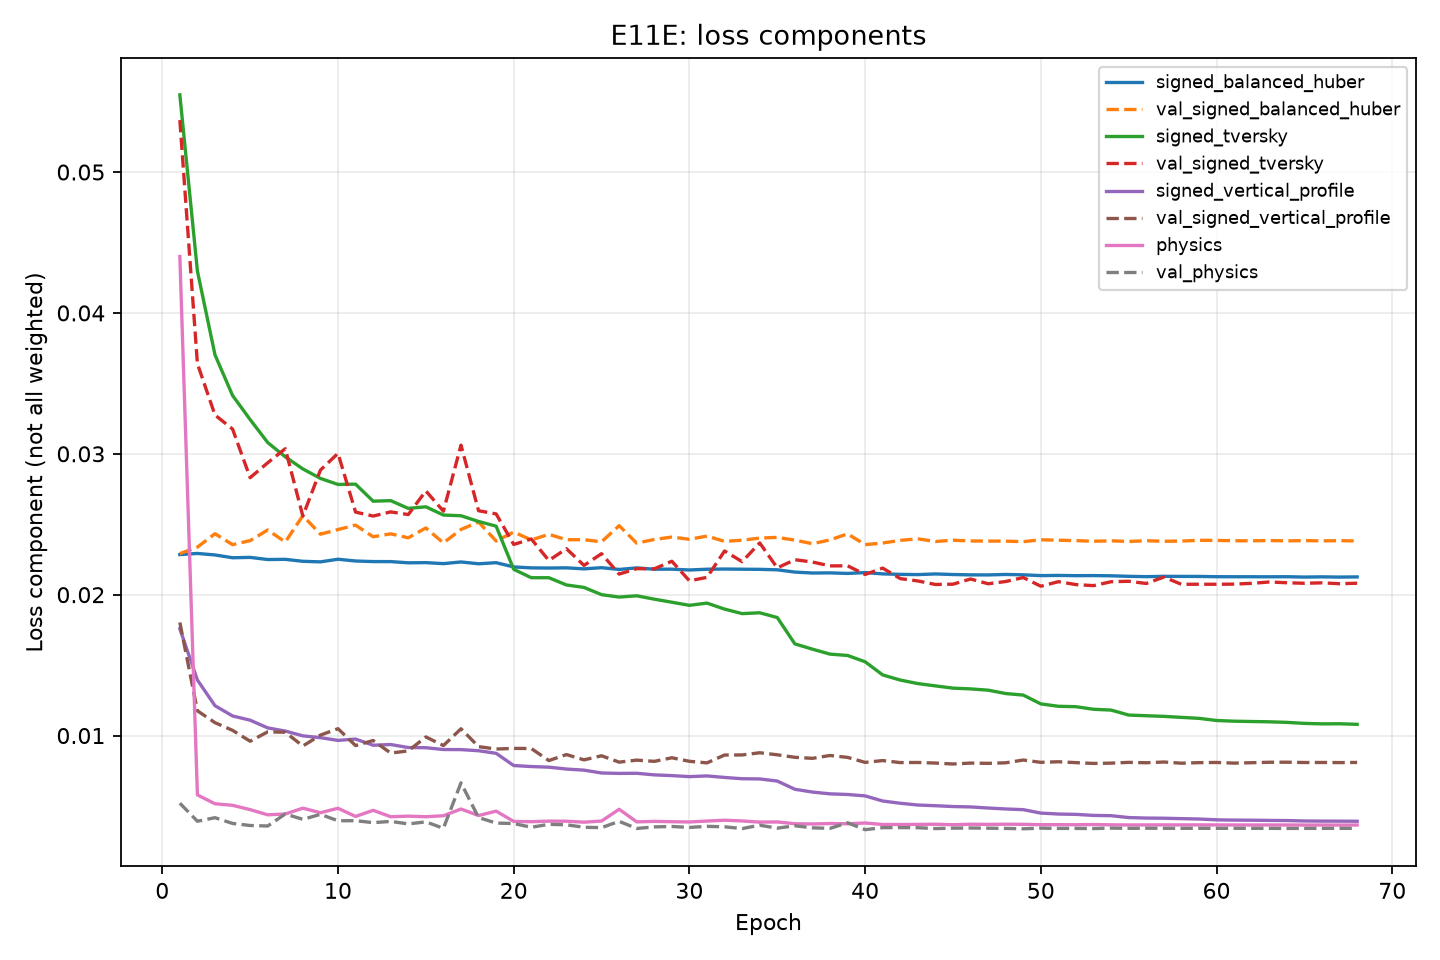 E11E: loss components
signed_balanced_huber
val_signed_balanced_huber
signed_tversky
val_signed_tversky
signed_vertical_profile
val_signed_vertical_profile
physics
val_physics
Loss component (not all weighted)
0.05
0.04
0.03
0.02
0.01
0 10 20 30 40 50 60 70
Epoch